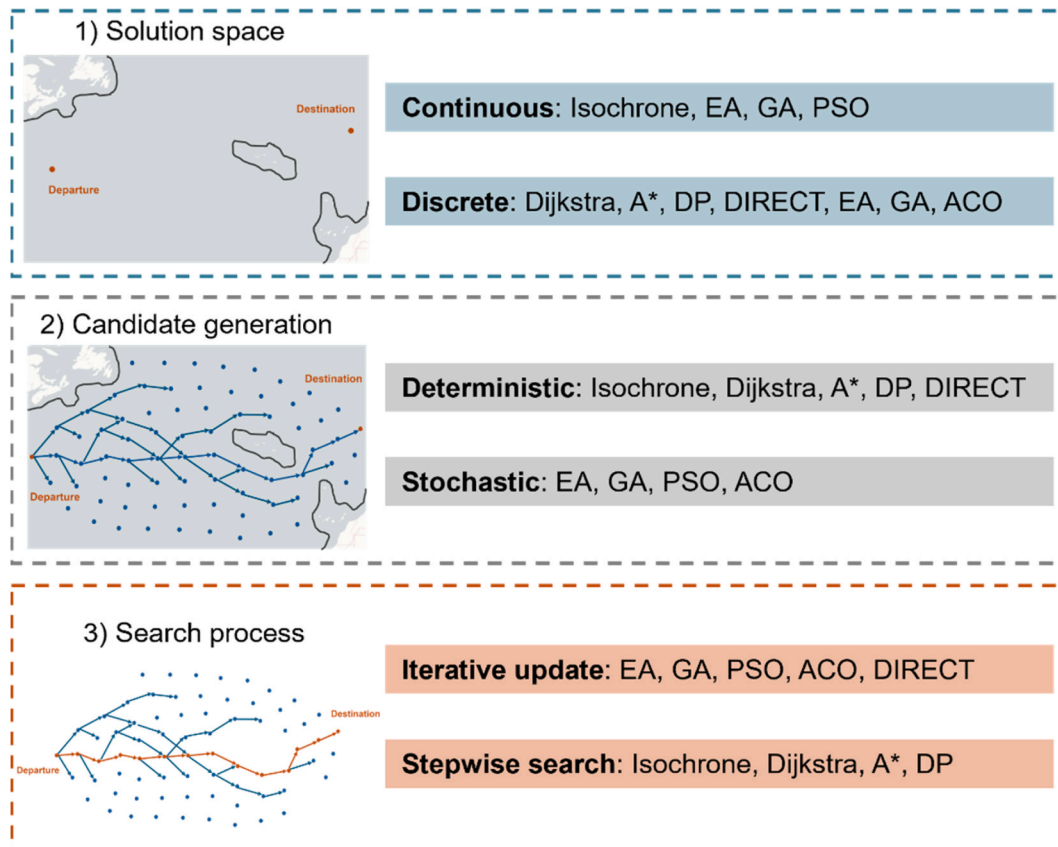 1) Solution space
Destination
Departure
Continuous: Isochrone, EA, GA, PSO
Discrete: Dijkstra, A*, DP, DIRECT, EA, GA, ACO
2) Candidate generation
Destination
Departure
Deterministic: Isochrone, Dijkstra, A*, DP, DIRECT
Stochastic: EA, GA, PSO, ACO
3) Search process
Destination
Departure
Iterative update: EA, GA, PSO, ACO, DIRECT
Stepwise search: Isochrone, Dijkstra, A*, DP